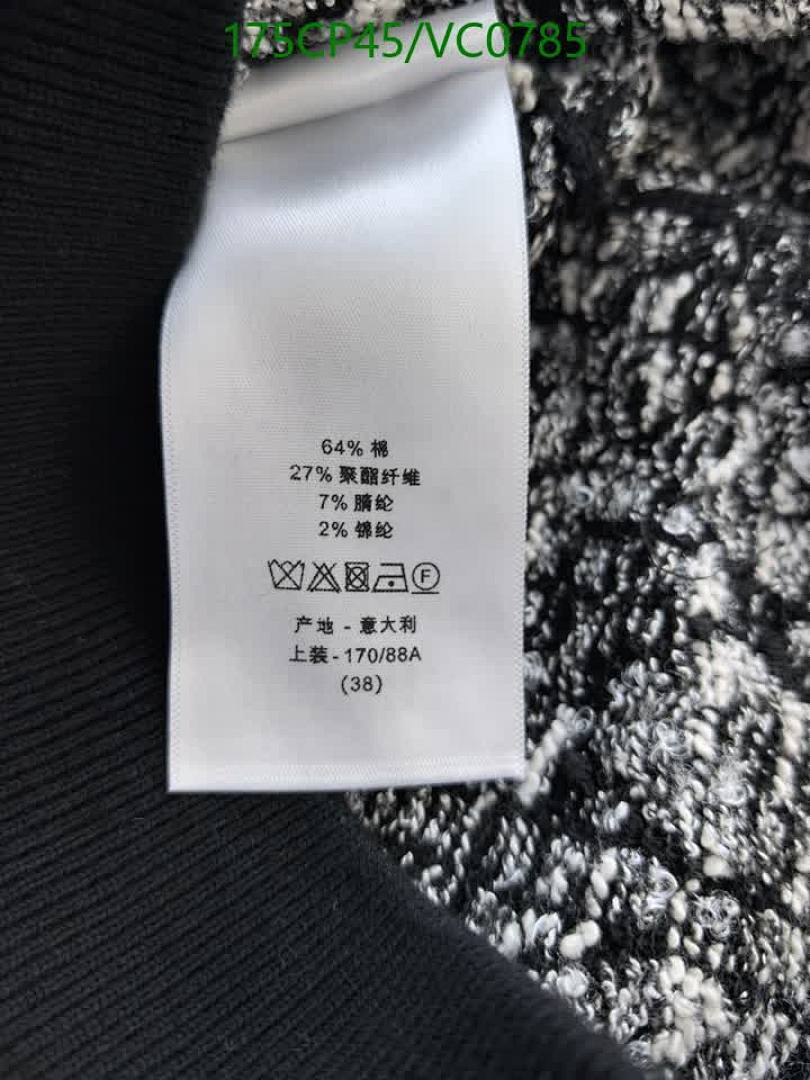 175CP45/VC0785
64% 棉
27% 聚酯纤维
7% 腈纶
2% 锦纶
F
产地 - 意大利
上装 - 170/88A
(38)